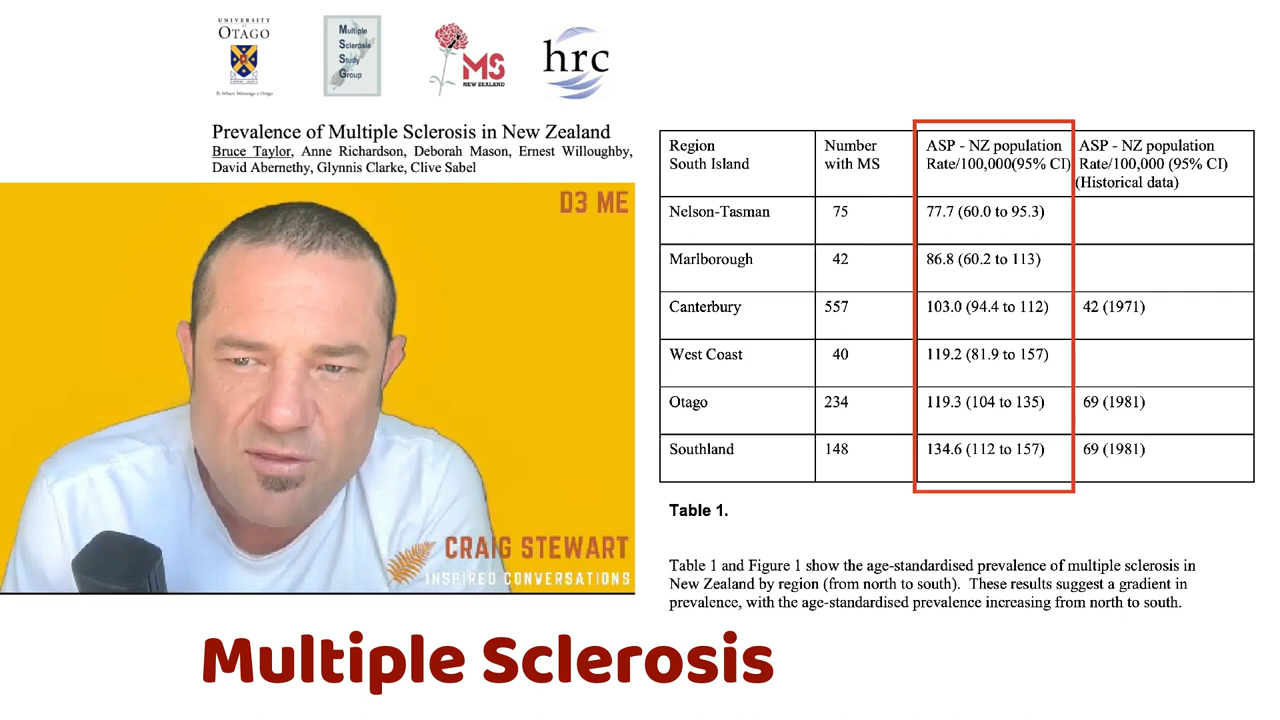 UNIVERSITY
of
OTAGO
Te Whare Wānanga o Otāgo
Multiple
Sclerosis
Study
Group
MS
NEW ZEALAND
hrc
Prevalence of Multiple Sclerosis in New Zealand
Bruce Taylor, Anne Richardson, Deborah Mason, Ernest Willoughby,
David Abernethy, Glynnis Clarke, Clive Sabel
D3 ME
CRAIG STEWART
INSPIRED CONVERSATIONS
Region Number ASP - NZ population ASP - NZ population
South Island with MS Rate/100,000(95% CI) Rate/100,000 (95% CI)
(Historical data)
Nelson-Tasman 75 77.7 (60.0 to 95.3)
Marlborough 42 86.8 (60.2 to 113)
Canterbury 557 103.0 (94.4 to 112) 42 (1971)
West Coast 40 119.2 (81.9 to 157)
Otago 234 119.3 (104 to 135) 69 (1981)
Southland 148 134.6 (112 to 157) 69 (1981)
Table 1.
Table 1 and Figure 1 show the age-standardised prevalence of multiple sclerosis in
New Zealand by region (from north to south). These results suggest a gradient in
prevalence, with the age-standardised prevalence increasing from north to south.
Multiple Sclerosis